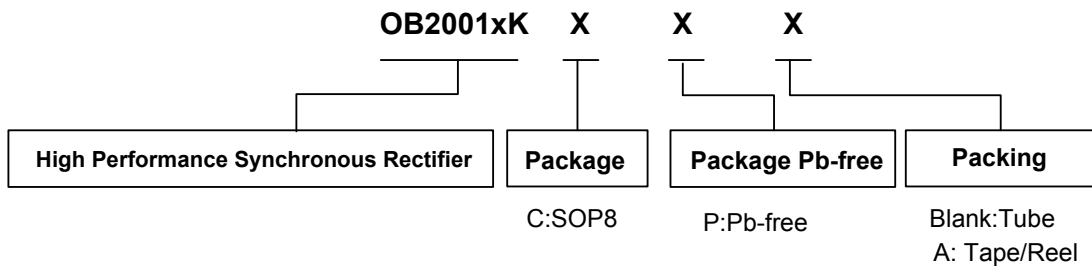 OB2001xK X X X
High Performance Synchronous Rectifier
Package
Package Pb-free
Packing
C:SOP8
P:Pb-free
Blank:Tube
A: Tape/Reel